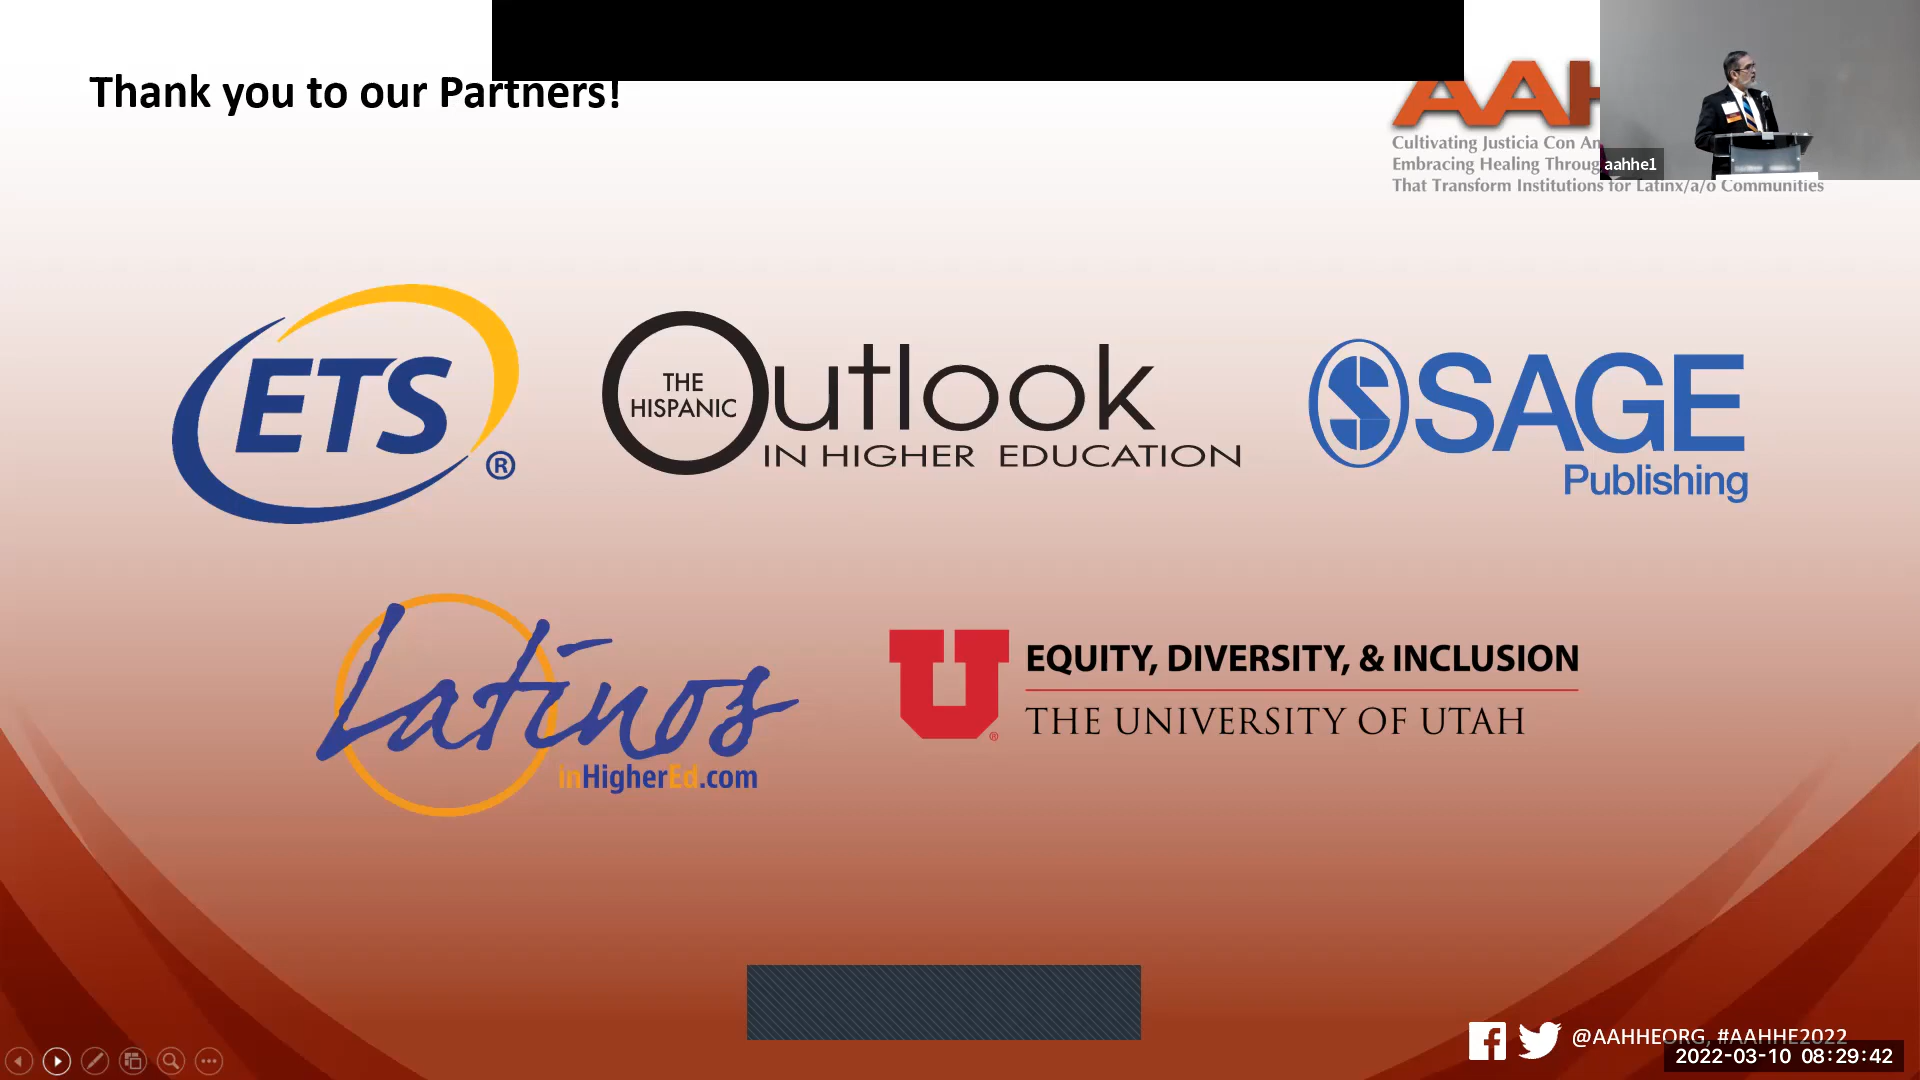 Thank you to our Partners!
AAH
Cultivating Justicia Con
Embracing Healing
That Transform Institutions for Latinx/a/o Communities
aahhe1
ETS
®
THE
HISPANIC
Outlook
IN HIGHER EDUCATION
SAGE
Publishing
Latinos
inHigherEd.com
U
®
EQUITY, DIVERSITY, & INCLUSION
THE UNIVERSITY OF UTAH
@AAHHEORG, #AAHHE2022
2022-03-10 08:29:42